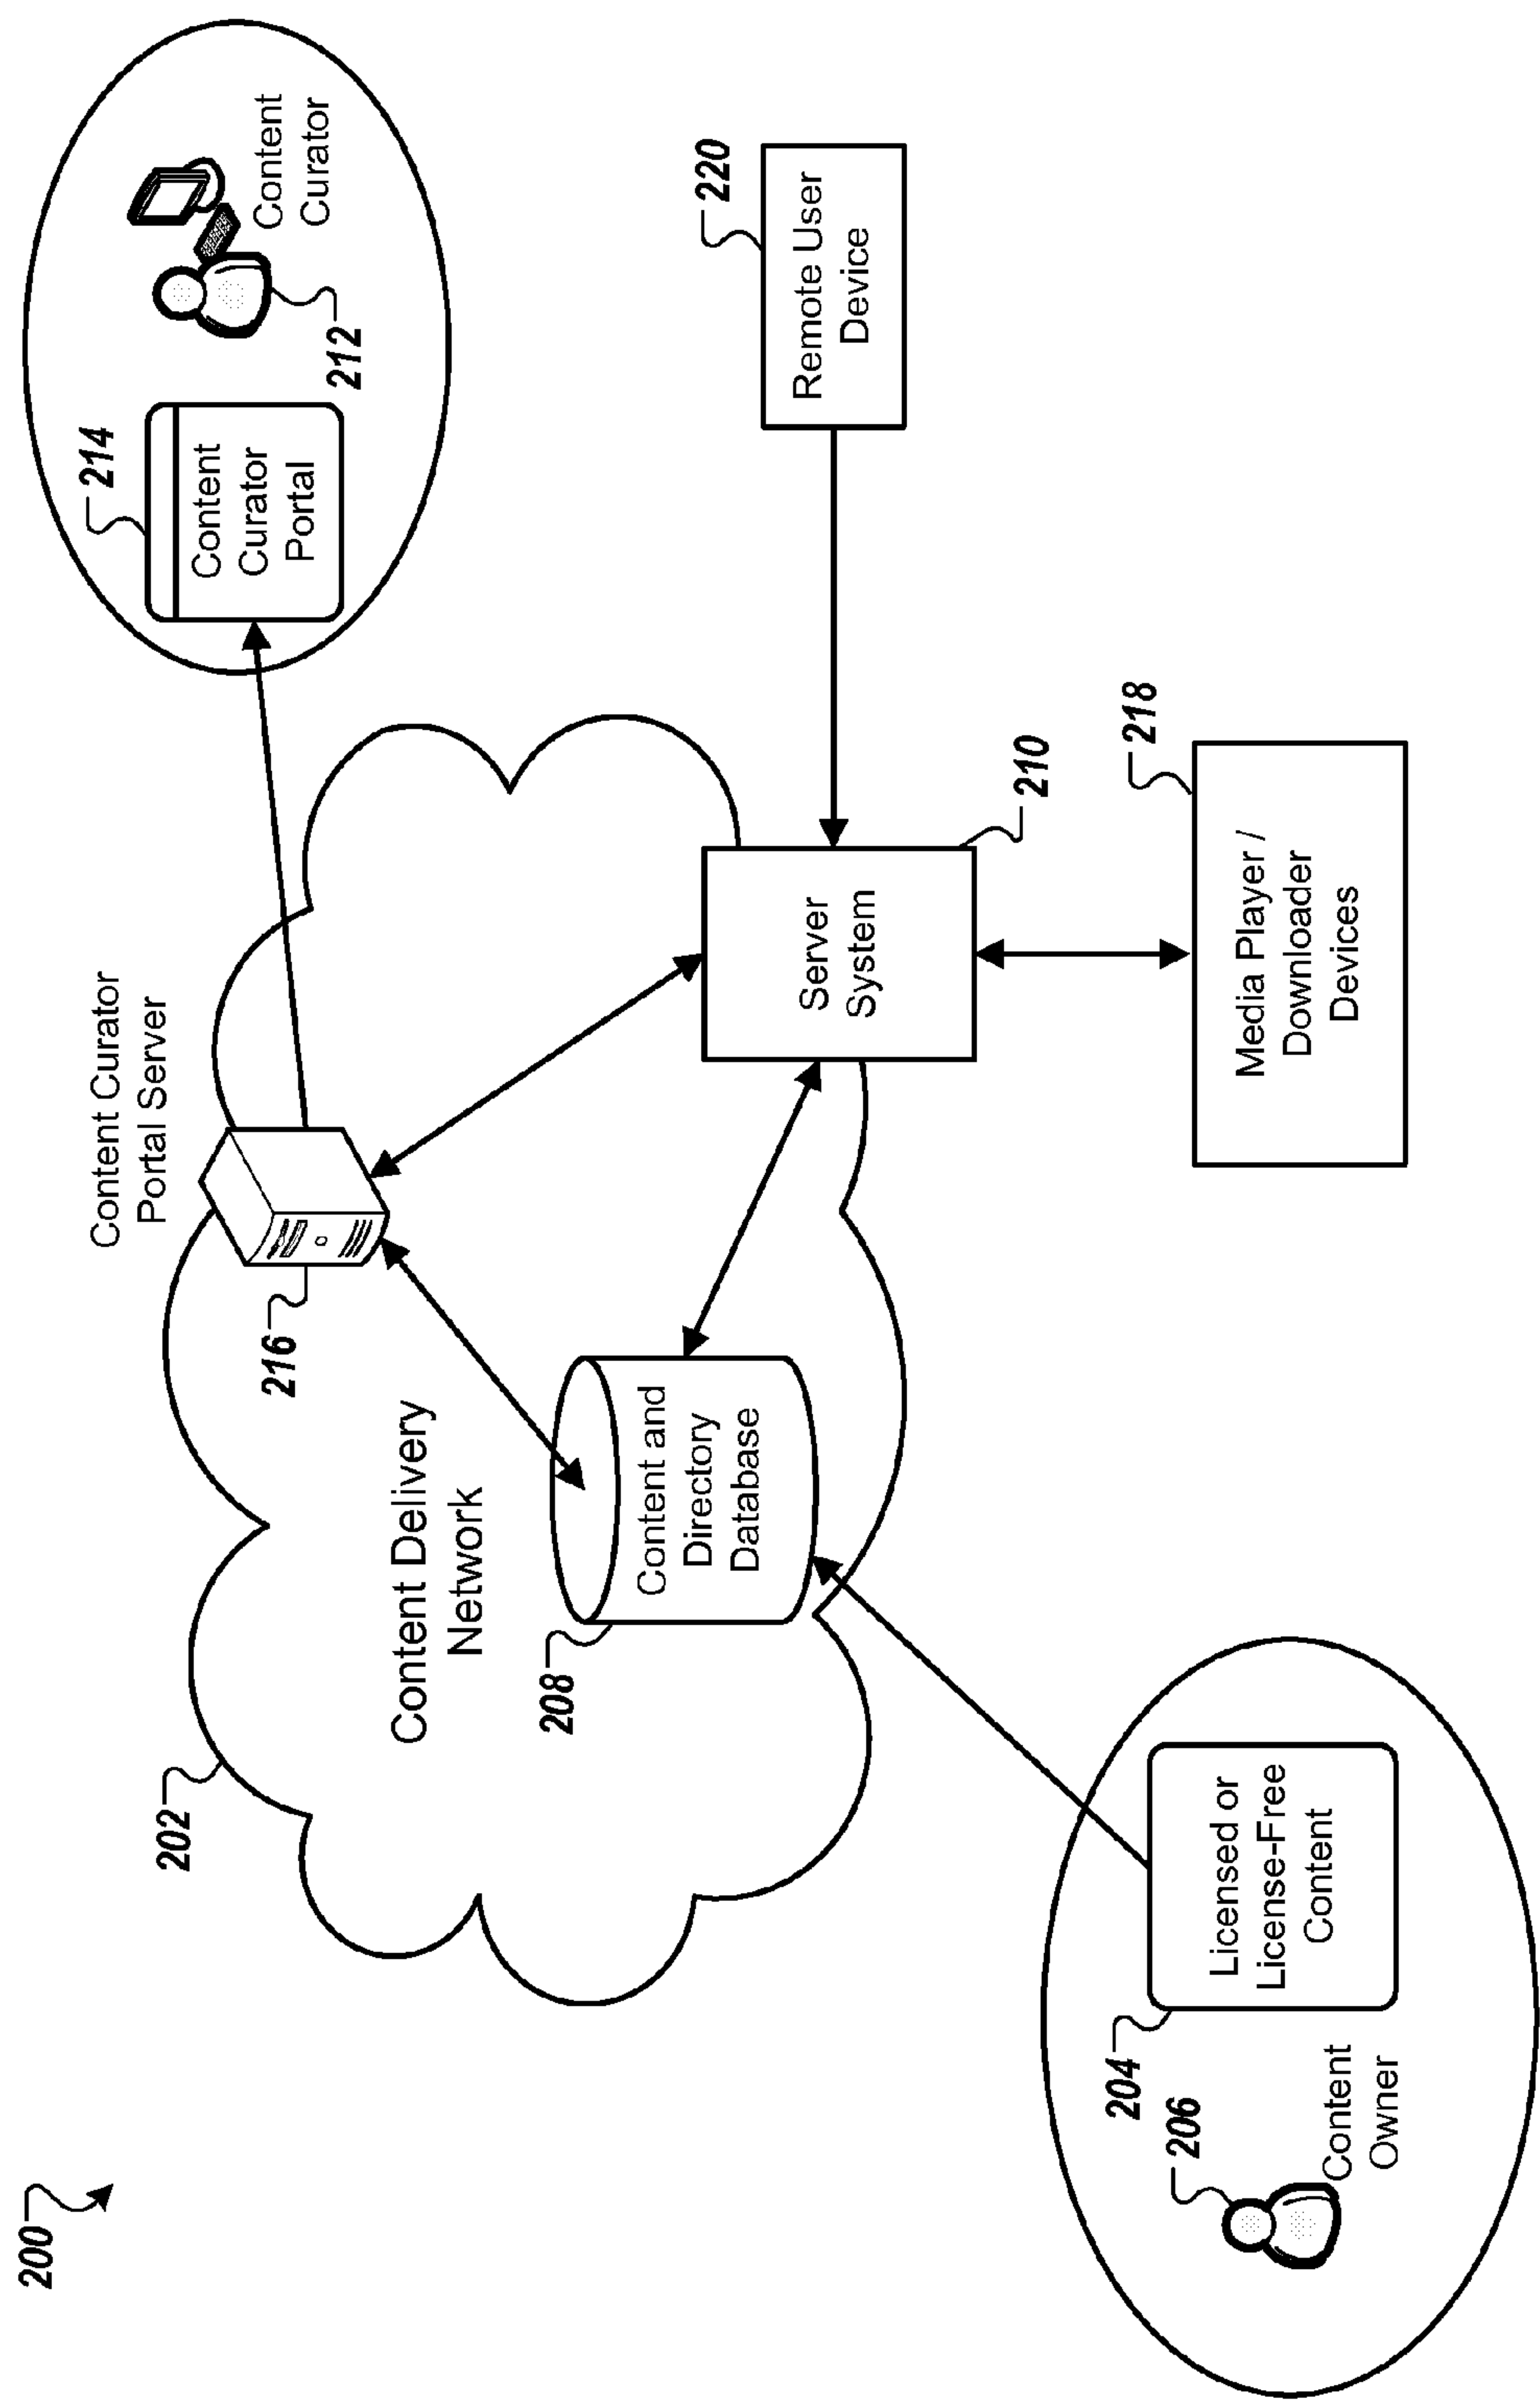 200
202
Content Delivery
Network
Content Curator
Portal Server
216
214
Content
Curator
Portal
212
Content
Curator
208
Content and
Directory
Database
Server
System
210
220
Remote User
Device
206
Content
Owner
204
Licensed or
License-Free
Content
218
Media Player /
Downloader
Devices